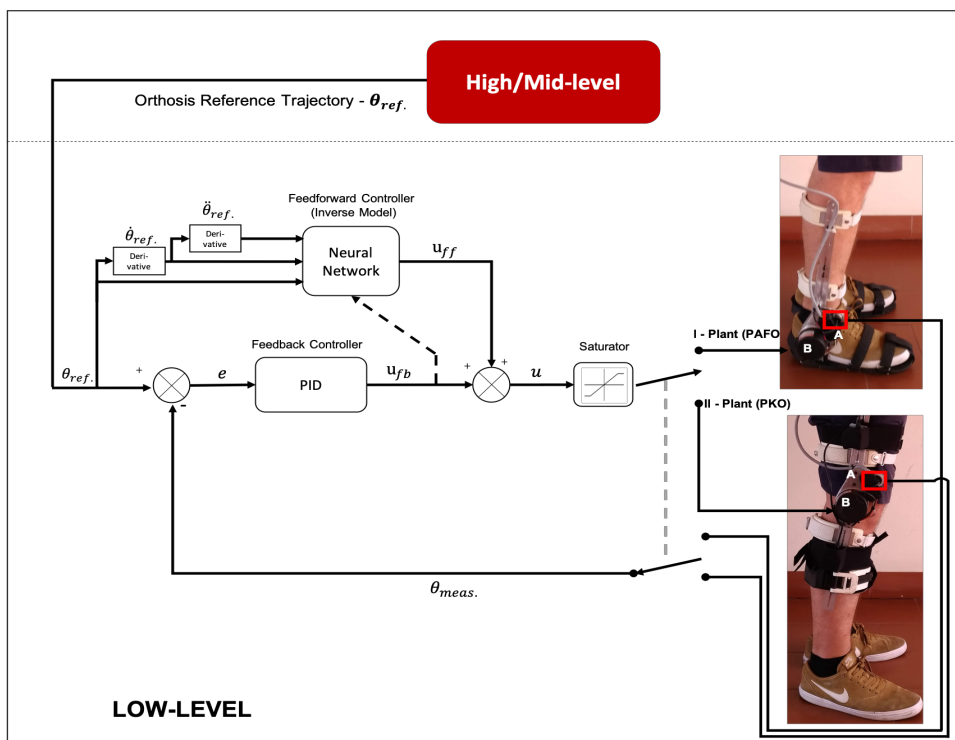 High/Mid-level
Orthosis Reference Trajectory - θref.
θ̈ref.
Feedforward Controller
(Inverse Model)
θ̇ref.
Deri-
vative
Deri-
vative
Neural
Network
uff
I - Plant (PAFO
A
B
Feedback Controller
Saturator
θref.
+
-
e
PID
ufb
+
+
u
II - Plant (PKO)
A
B
θmeas.
LOW-LEVEL